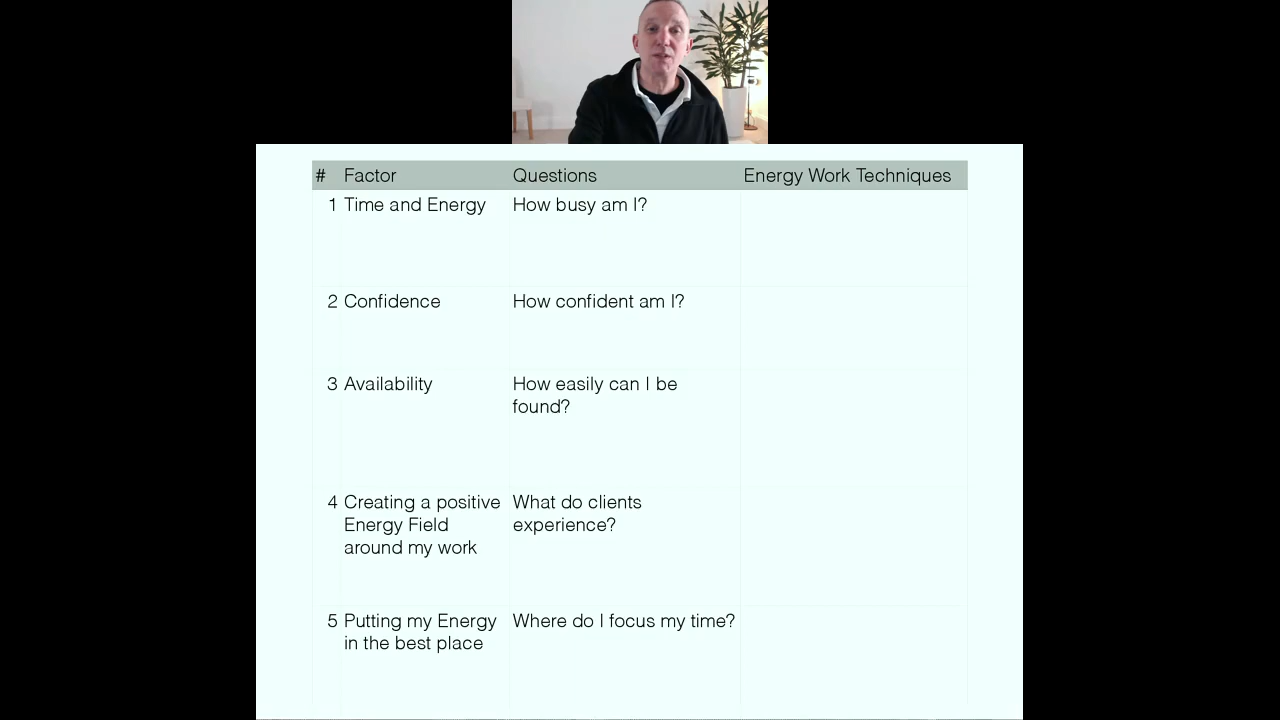 # Factor Questions Energy Work Techniques
1 Time and Energy How busy am I?
2 Confidence How confident am I?
3 Availability How easily can I be
found?
4 Creating a positive What do clients
Energy Field experience?
around my work
5 Putting my Energy Where do I focus my time?
in the best place